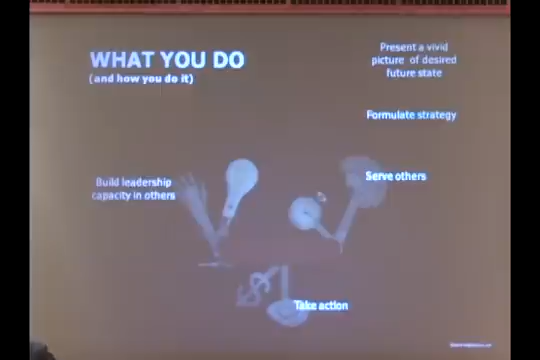 WHAT YOU DO
(and how you do it)
Present a vivid
picture of desired
future state
Formulate strategy
Serve others
Build leadership
capacity in others
Take action